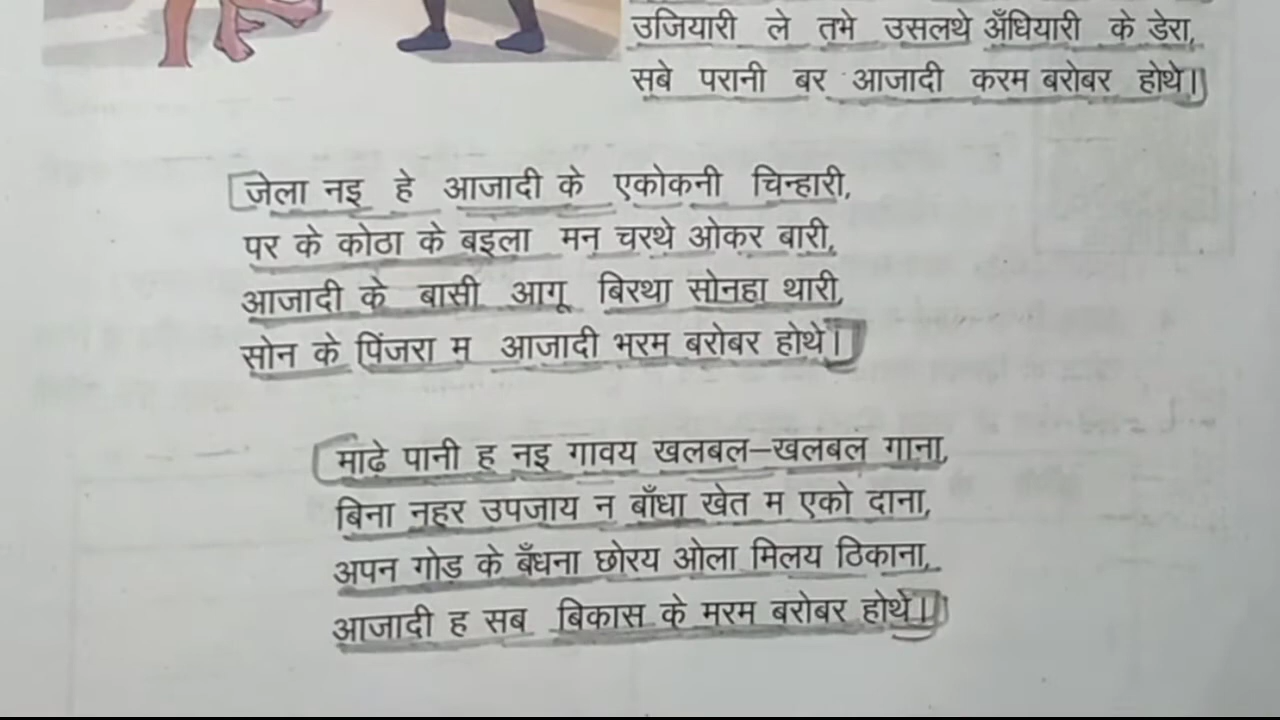 उजियारी ले तभे उसलथे अँधियारी के डेरा,
सबे परानी बर आजादी करम बरोबर होथे।
जेला नइ हे आजादी के एकोकनी चिन्हारी,
पर के कोठा के बइला मन चरथे ओकर बारी,
आजादी के बासी आगू बिरथा सोनहा थारी,
सोन के पिंजरा म आजादी भरम बरोबर होथे।
माढ़े पानी ह नइ गावय खलबल–खलबल गाना,
बिना नहर उपजाय न बाँधा खेत म एको दाना,
अपन गोड़ के बँधना छोरय ओला मिलय ठिकाना,
आजादी ह सब बिकास के मरम बरोबर होथे।